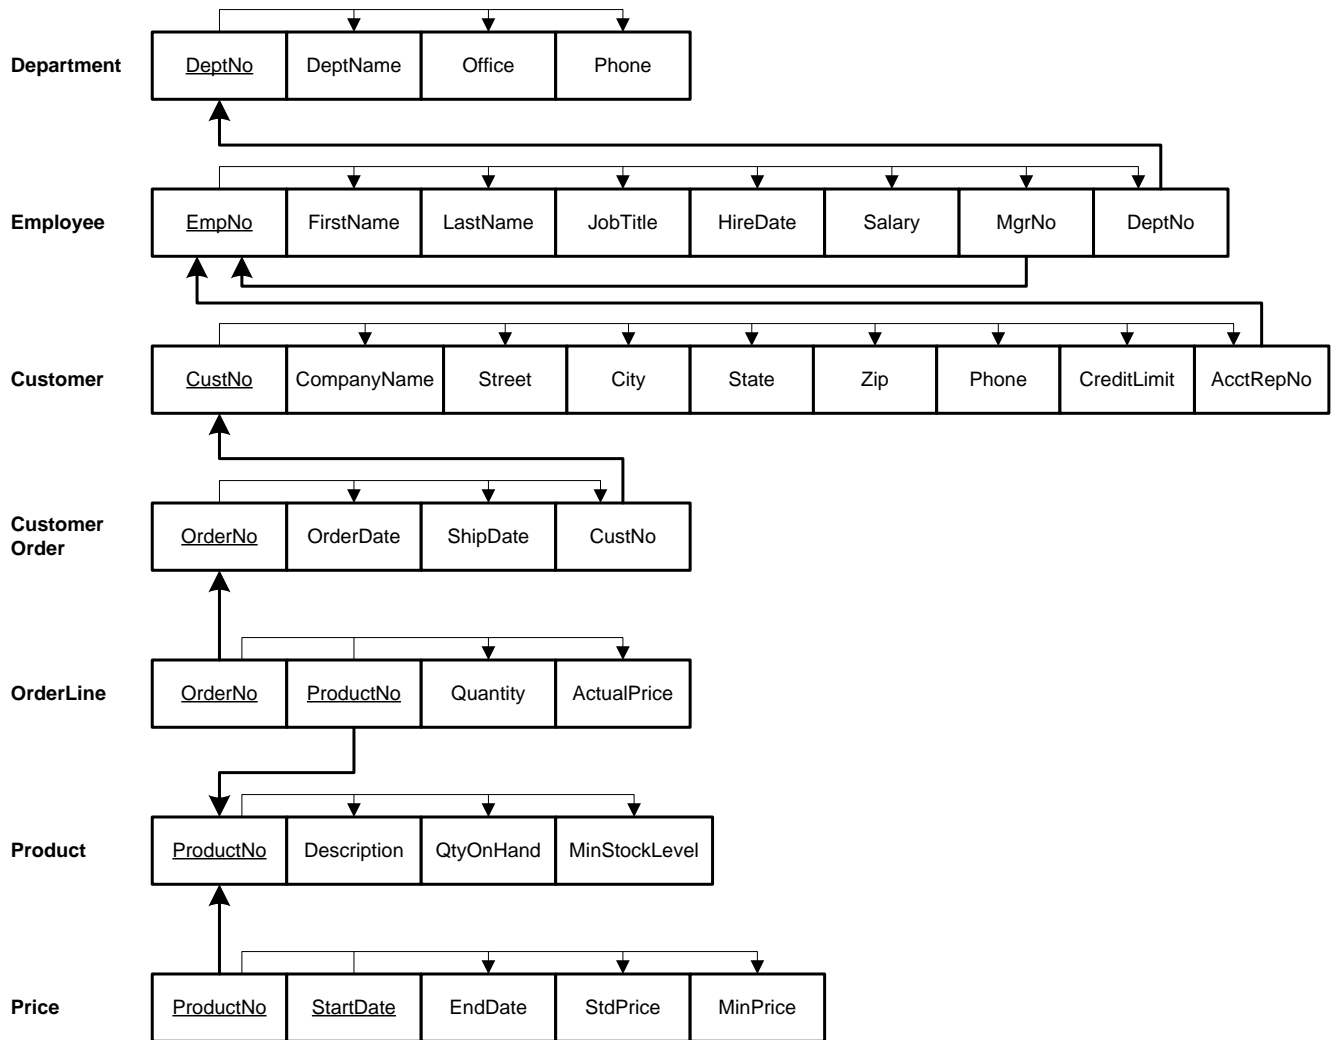 Department DeptNo DeptName Office Phone
Employee EmpNo FirstName LastName JobTitle HireDate Salary MgrNo DeptNo
Customer CustNo CompanyName Street City State Zip Phone CreditLimit AcctRepNo
Customer
Order
OrderNo OrderDate ShipDate CustNo
OrderLine OrderNo ProductNo Quantity ActualPrice
Product ProductNo Description QtyOnHand MinStockLevel
Price ProductNo StartDate EndDate StdPrice MinPrice